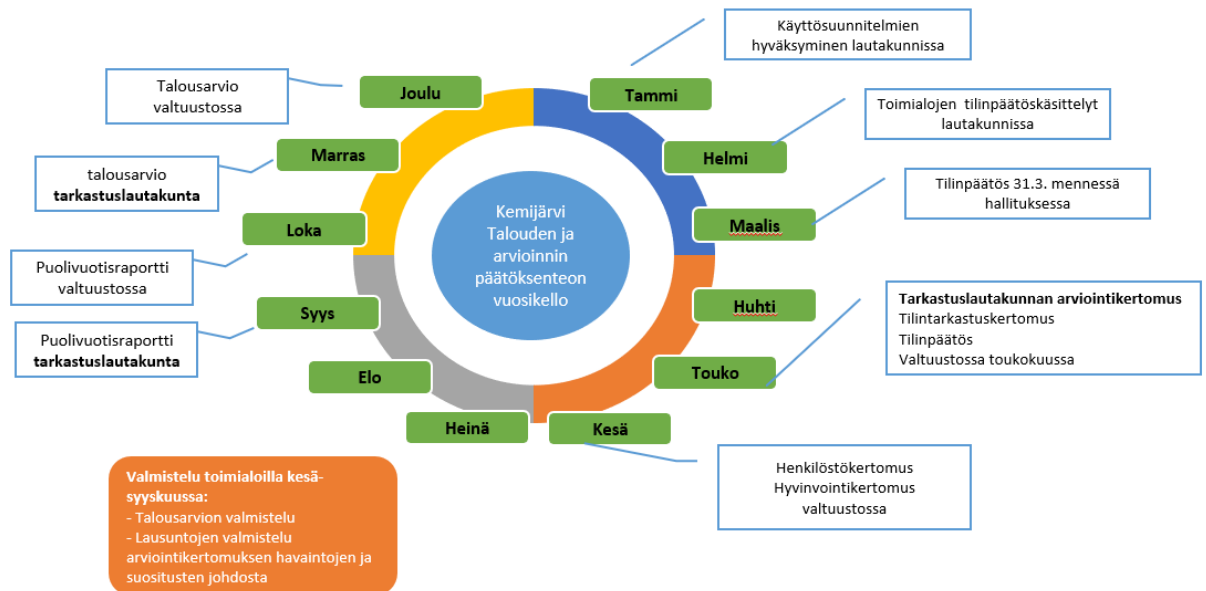 Käyttösuunnitelmien
hyväksyminen lautakunnissa
Tammi
Toimialojen tilinpäätöskäsittelyt
lautakunnissa
Helmi
Tilinpäätös 31.3. mennessä
hallituksessa
Maalis
Huhti
Tarkastuslautakunnan arviointikertomus
Tilintarkastuskertomus
Tilinpäätös
Valtuustossa toukokuussa
Touko
Kesä
Henkilöstökertomus
Hyvinvointikertomus
valtuustossa
Heinä
Elo
Syys
Puolivuotisraportti
tarkastuslautakunta
Loka
Puolivuotisraportti
valtuustossa
Marras
talousarvio
tarkastuslautakunta
Joulu
Talousarvio
valtuustossa
Kemijärvi
Talouden ja
arvioinnin
päätöksenteon
vuosikello
Valmistelu toimialoilla kesä-
syyskuussa:
- Talousarvion valmistelu
- Lausuntojen valmistelu
arviointikertomuksen havaintojen ja
suositusten johdosta